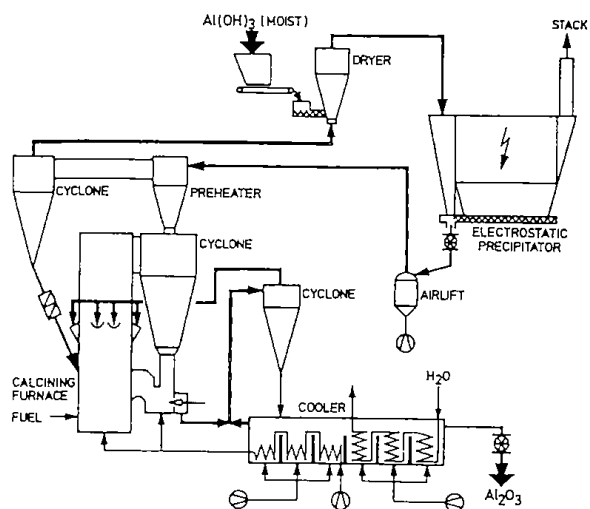 Al(OH)3 (MOIST)
STACK
DRYER
CYCLONE
PREHEATER
CYCLONE
ELECTROSTATIC
PRECIPITATOR
CYCLONE
AIRLIFT
CALCINING
FURNACE
FUEL
COOLER
H2O
Al2O3